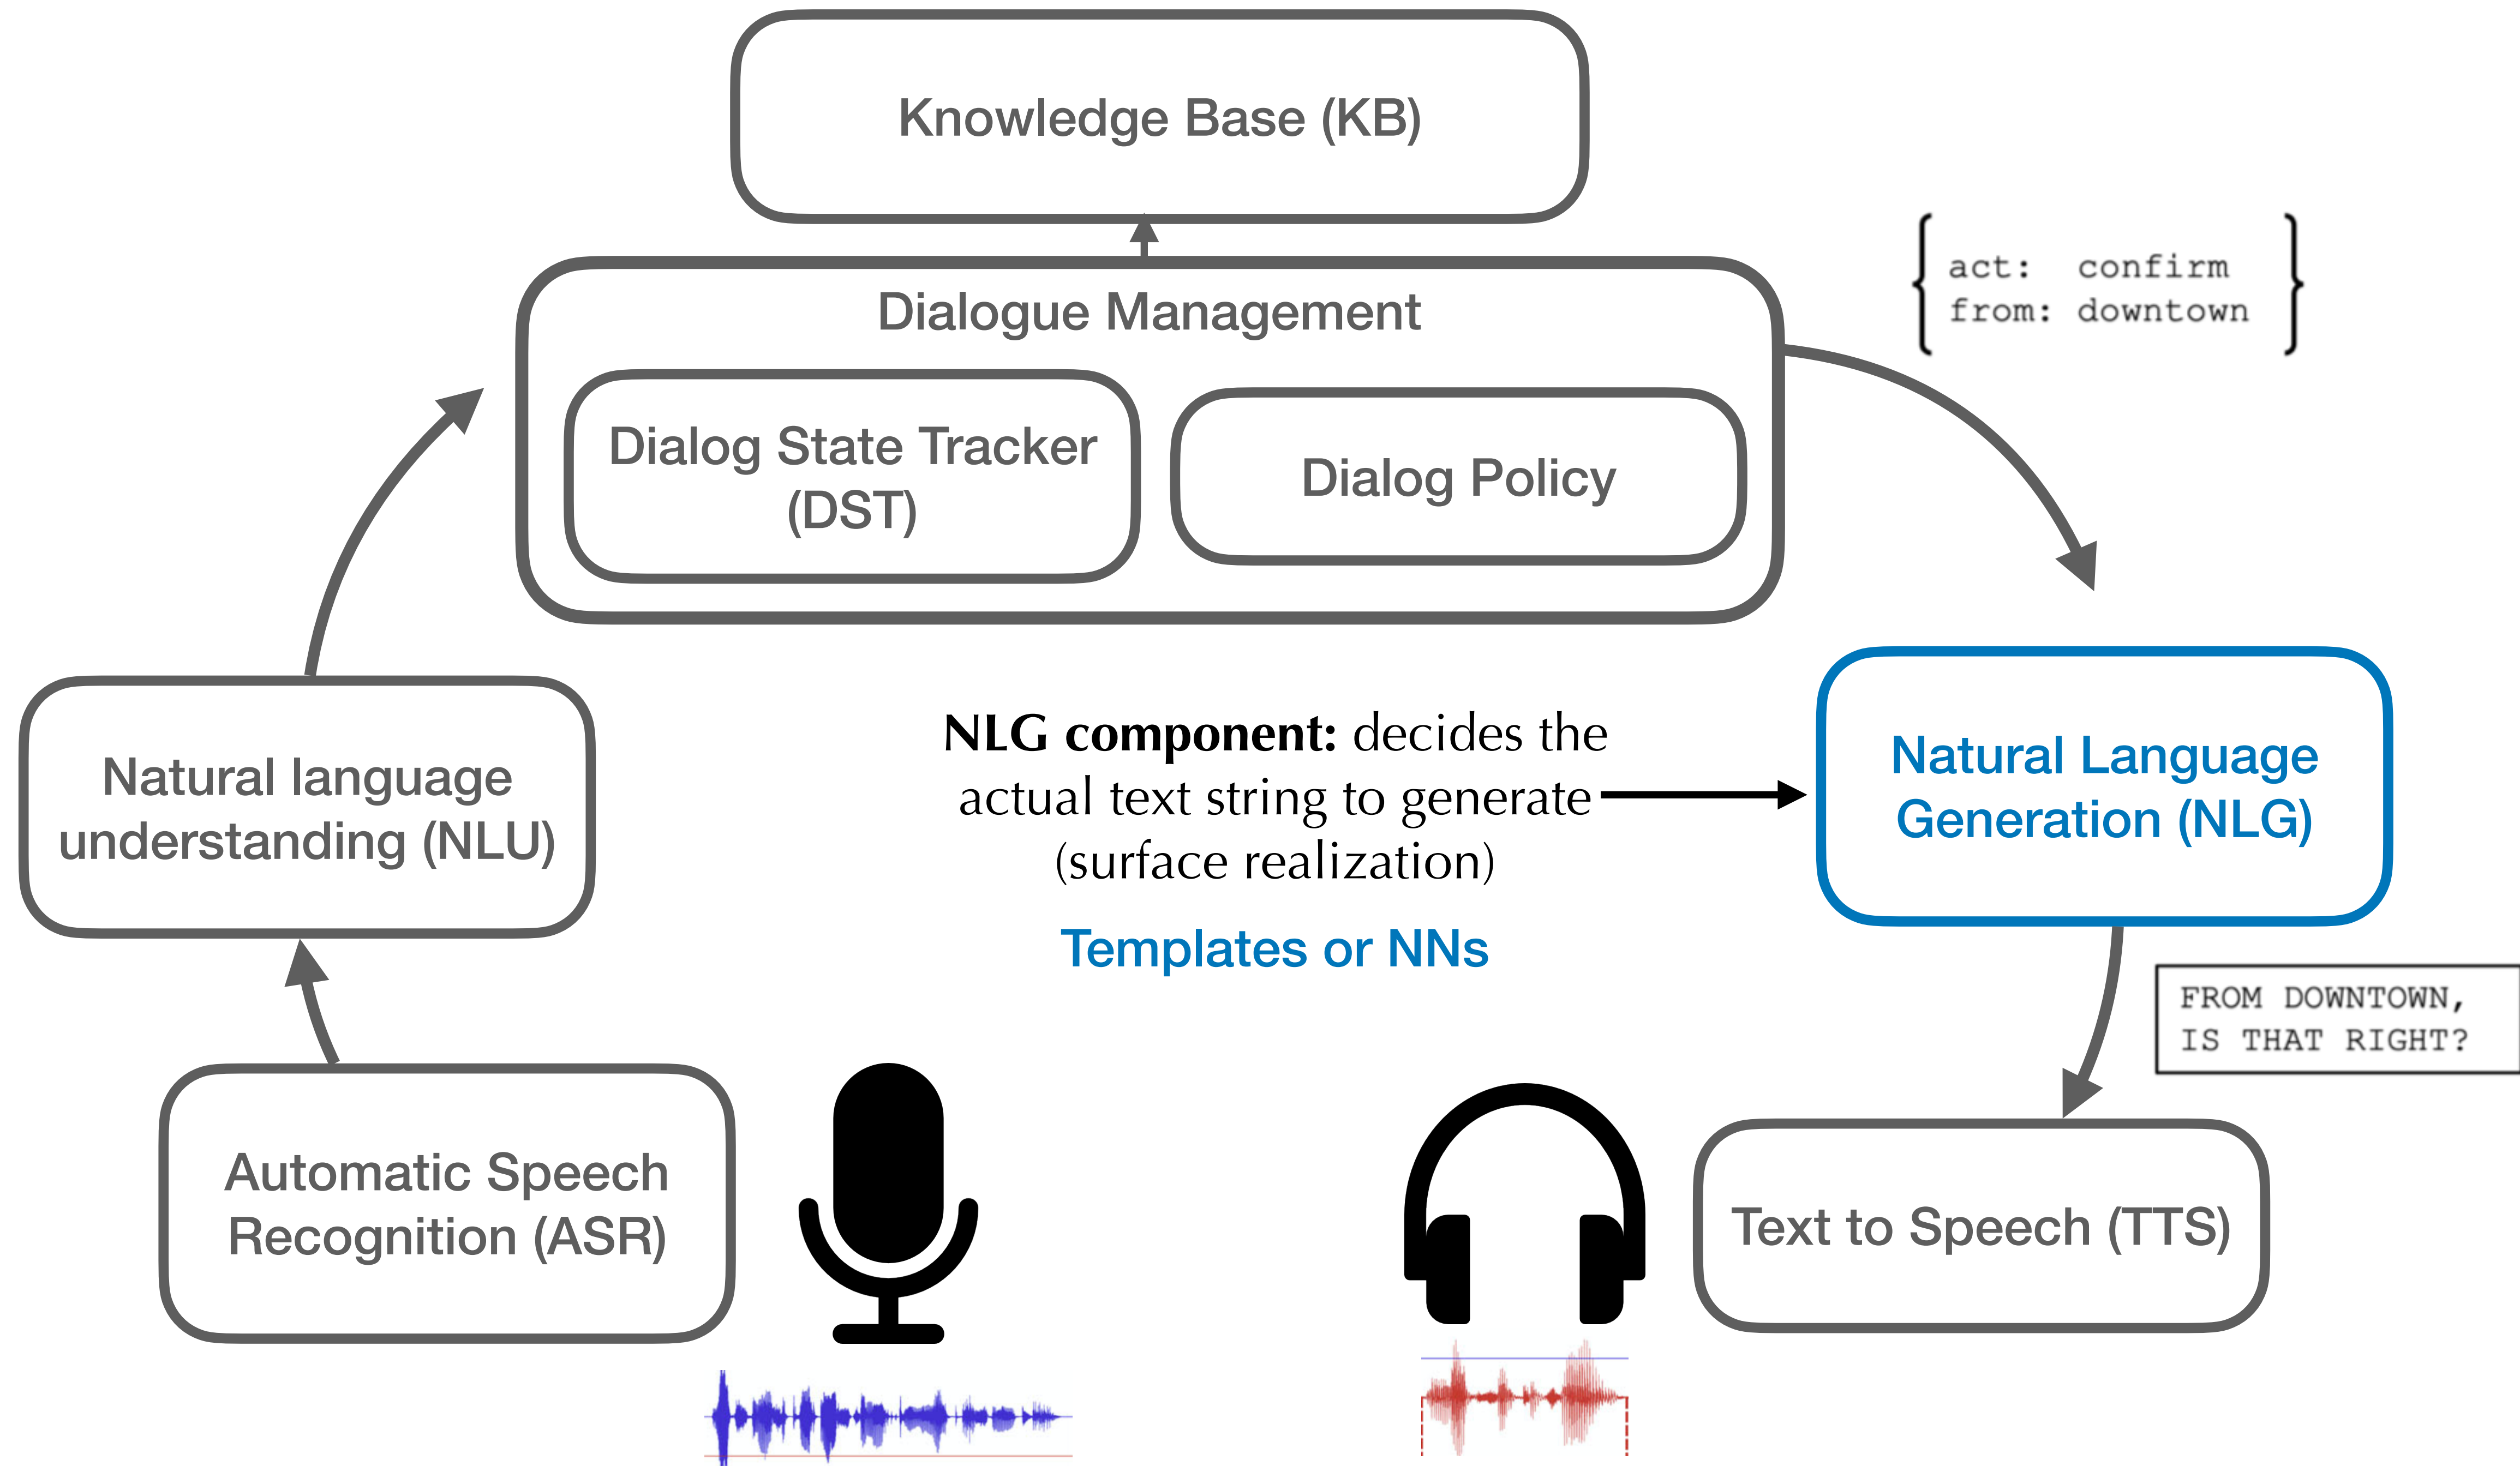 Knowledge Base (KB)
act: confirm
from: downtown
Dialogue Management
Dialog State Tracker
(DST)
Dialog Policy
Natural language
understanding (NLU)
NLG component: decides the
actual text string to generate
(surface realization)
Templates or NNs
Natural Language
Generation (NLG)
FROM DOWNTOWN,
IS THAT RIGHT?
Automatic Speech
Recognition (ASR)
Text to Speech (TTS)